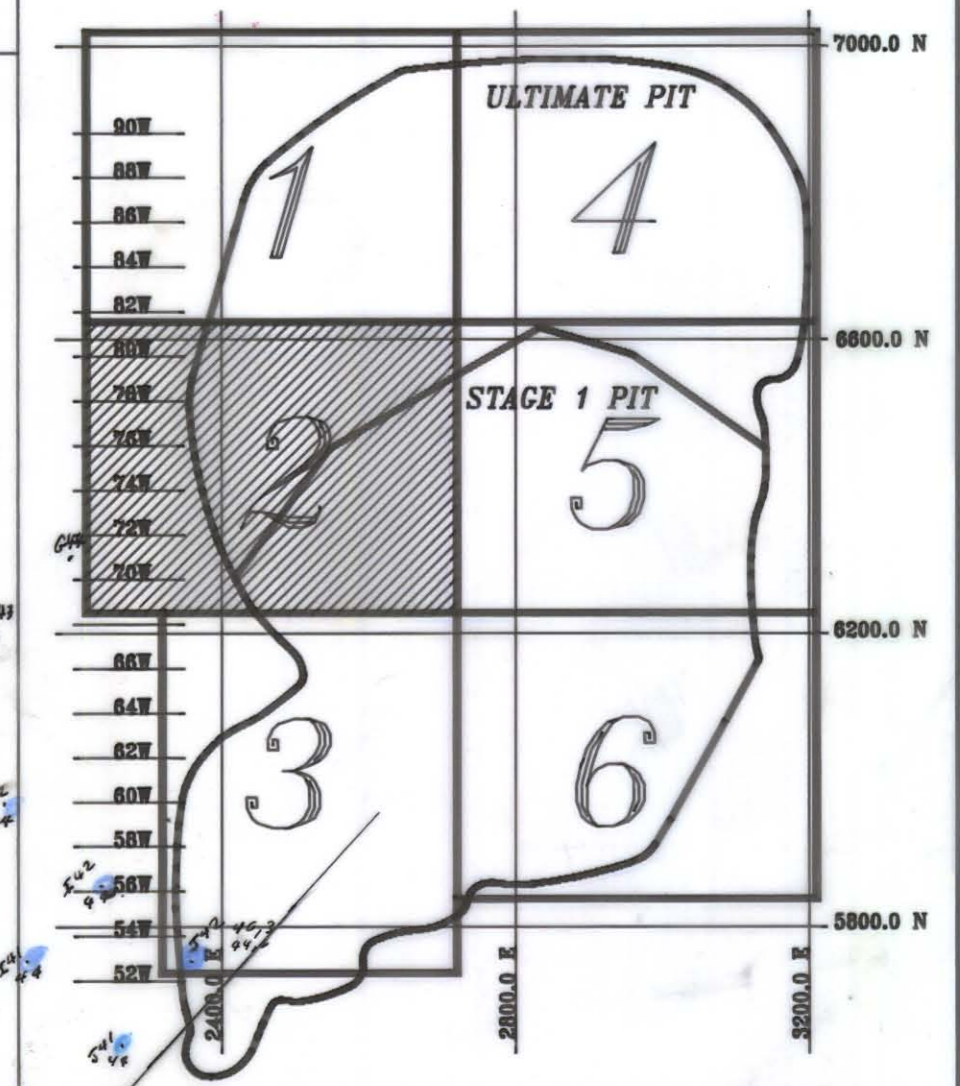 7000.0 N
ULTIMATE PIT
90W
88W
1
4
86W
84W
82W
6600.0 N
80W
78W
STAGE 1 PIT
76W
2
5
74W
72W
70W
6200.0 N
66W
64W
3
6
62W
60W
58W
56W
54W
5800.0 N
52W
2400.0 E
2800.0 E
3200.0 E